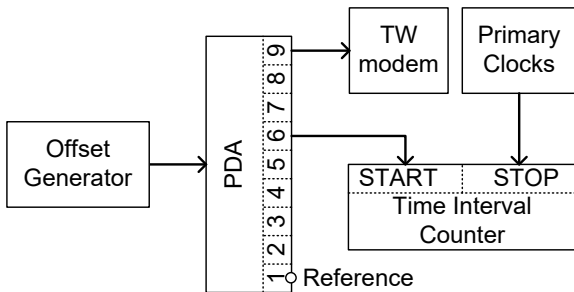 TW
modem
Primary
Clocks
Offset
Generator
PDA
9
8
7
6
5
4
3
2
1
START
STOP
Time Interval
Counter
Reference